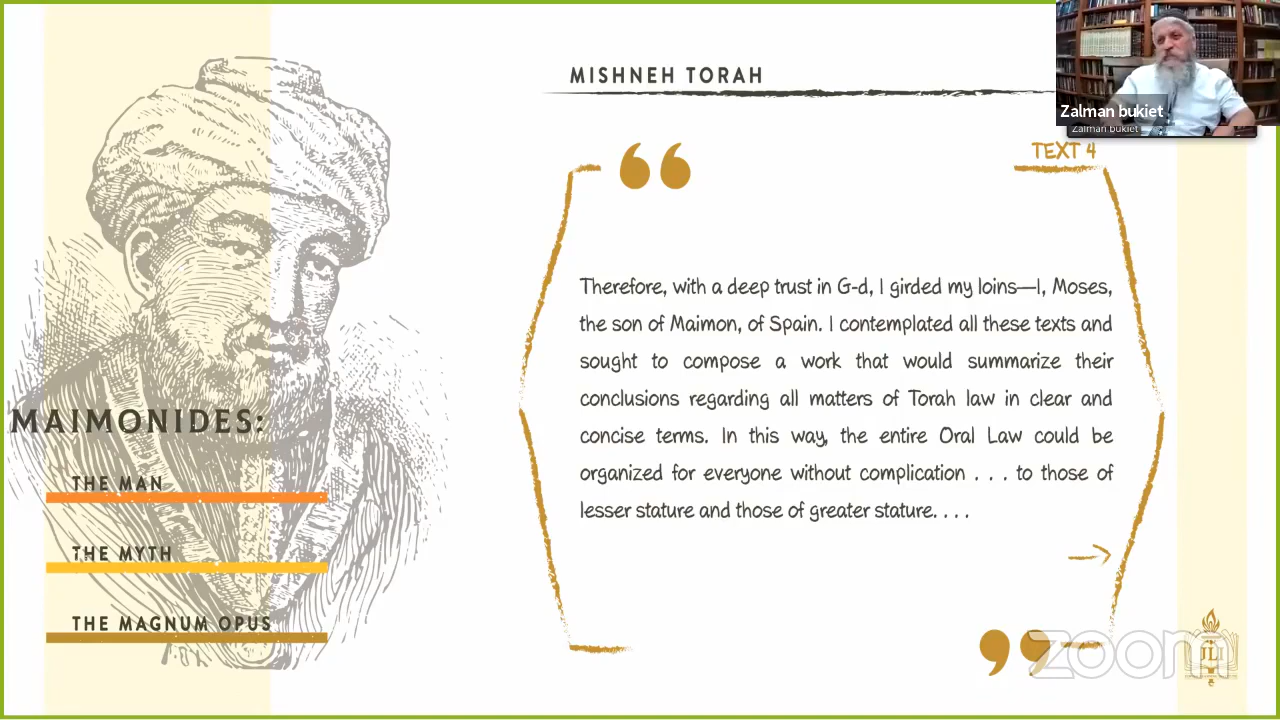 MISHNEH TORAH
Zalman bukiet
Zalman bukiet
TEXT 4
“
Therefore, with a deep trust in G-d, I girded my loins—I, Moses,
the son of Maimon, of Spain. I contemplated all these texts and
sought to compose a work that would summarize their
conclusions regarding all matters of Torah law in clear and
concise terms. In this way, the entire Oral Law could be
organized for everyone without complication . . . to those of
lesser stature and those of greater stature. . . .
”
MAIMONIDES:
THE MAN
THE MYTH
THE MAGNUM OPUS
zoom
JLI